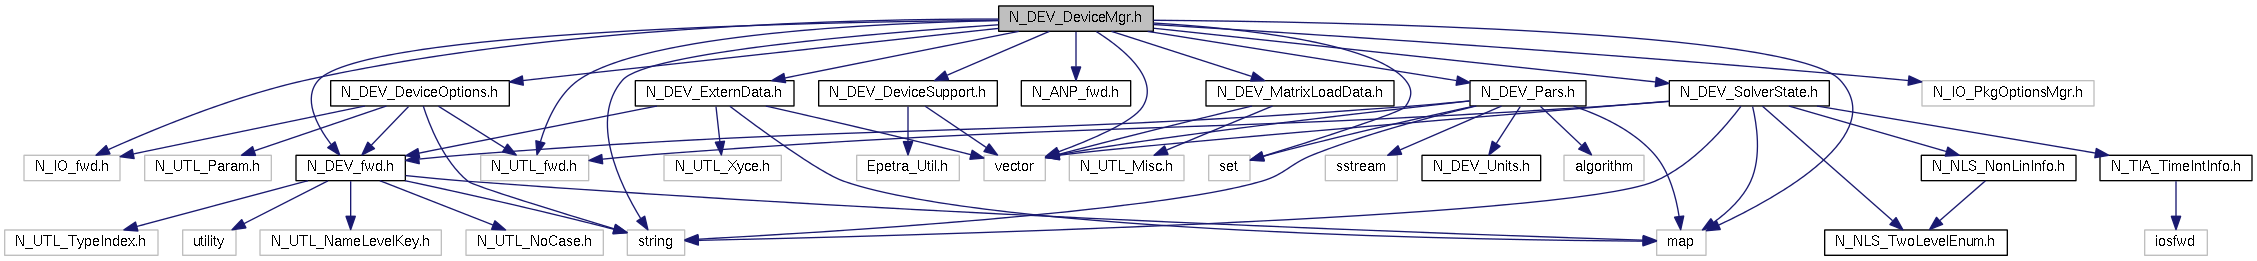 N_DEV_DeviceMgr.h
N_DEV_DeviceOptions.h
N_DEV_ExternData.h
N_DEV_DeviceSupport.h
N_ANP_fwd.h
N_DEV_MatrixLoadData.h
N_DEV_Pars.h
N_DEV_SolverState.h
N_IO_PkgOptionsMgr.h
N_IO_fwd.h
N_UTL_Param.h
N_DEV_fwd.h
N_UTL_fwd.h
N_UTL_Xyce.h
Epetra_Util.h
vector
N_UTL_Misc.h
set
sstream
N_DEV_Units.h
algorithm
N_NLS_NonLinInfo.h
N_TIA_TimeIntInfo.h
N_UTL_TypeIndex.h
utility
N_UTL_NameLevelKey.h
N_UTL_NoCase.h
string
map
N_NLS_TwoLevelEnum.h
iosfwd